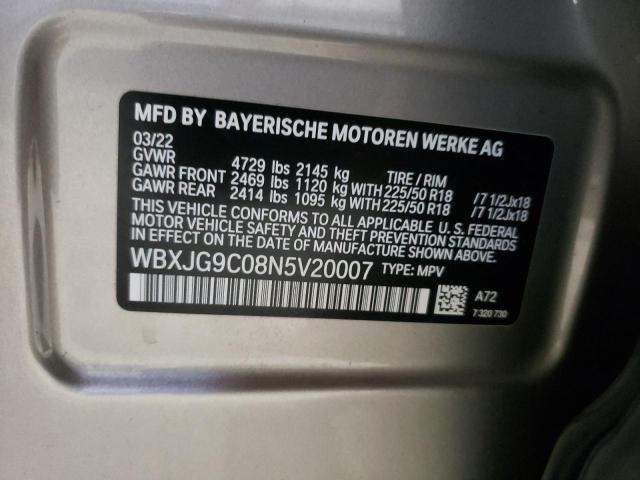 MFD BY BAYERISCHE MOTOREN WERKE AG
03/22
GVWR 4729 lbs 2145 kg TIRE / RIM
GAWR FRONT 2469 lbs 1120 kg WITH 225/50 R18 /7 1/2Jx18
GAWR REAR 2414 lbs 1095 kg WITH 225/50 R18 /7 1/2Jx18
THIS VEHICLE CONFORMS TO ALL APPLICABLE U. S. FEDERAL
MOTOR VEHICLE SAFETY AND THEFT PREVENTION STANDARDS
IN EFFECT ON THE DATE OF MANUFACTURE SHOWN ABOVE.
WBXJG9C08N5V20007 TYPE: MPV
A72
7 320 730